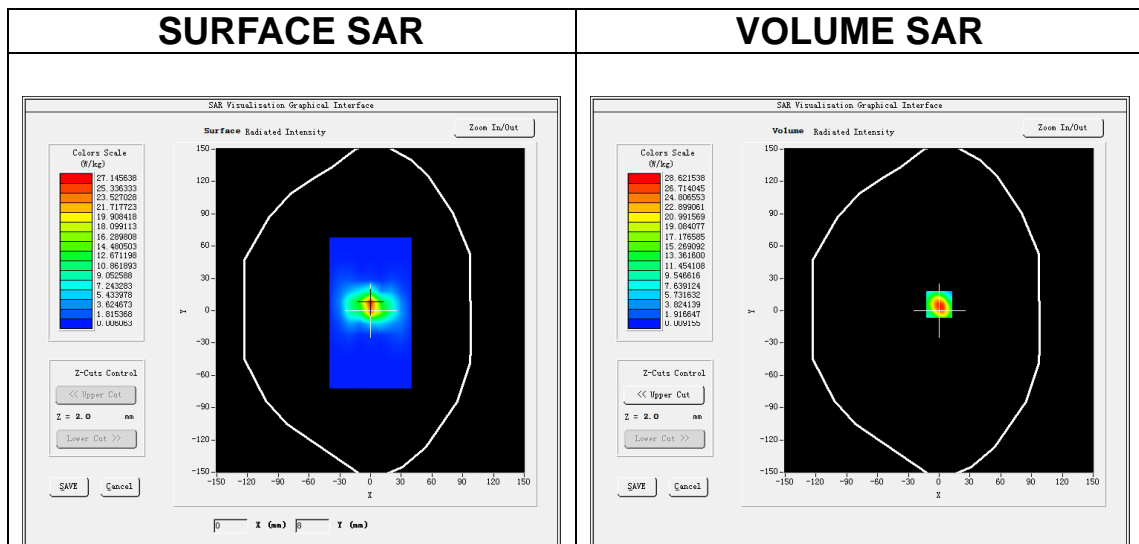 SURFACE SAR
VOLUME SAR
SAR Visualisation Graphical Interface
Surface Radiated Intensity
Zoom In/Out
Colors Scale
(W/kg)
27.145638
25.336333
23.527028
21.717723
19.908418
18.099113
16.289808
14.480503
12.671198
10.861893
9.052588
7.243283
5.433978
3.624673
1.815368
0.006063
150
120
90
60
30
0
-30
-60
-90
-120
-150
Y
-150 -120 -90 -60 -30 0 30 60 90 120 150
X
Z-Cuts Control
<< Upper Cut
Z = 2.0 mm
Lower Cut >>
SAVE Cancel
0 X (mm) 8 Y (mm)
SAR Visualisation Graphical Interface
Volume Radiated Intensity
Zoom In/Out
Colors Scale
(W/kg)
28.621538
26.714045
24.806553
22.899061
20.991569
19.084077
17.176585
15.269092
13.361600
11.454108
9.546616
7.639124
5.731632
3.824139
1.916647
0.009155
150
120
90
60
30
0
-30
-60
-90
-120
-150
Y
-150 -120 -90 -60 -30 0 30 60 90 120 150
X
Z-Cuts Control
<< Upper Cut
Z = 2.0 mm
Lower Cut >>
SAVE Cancel